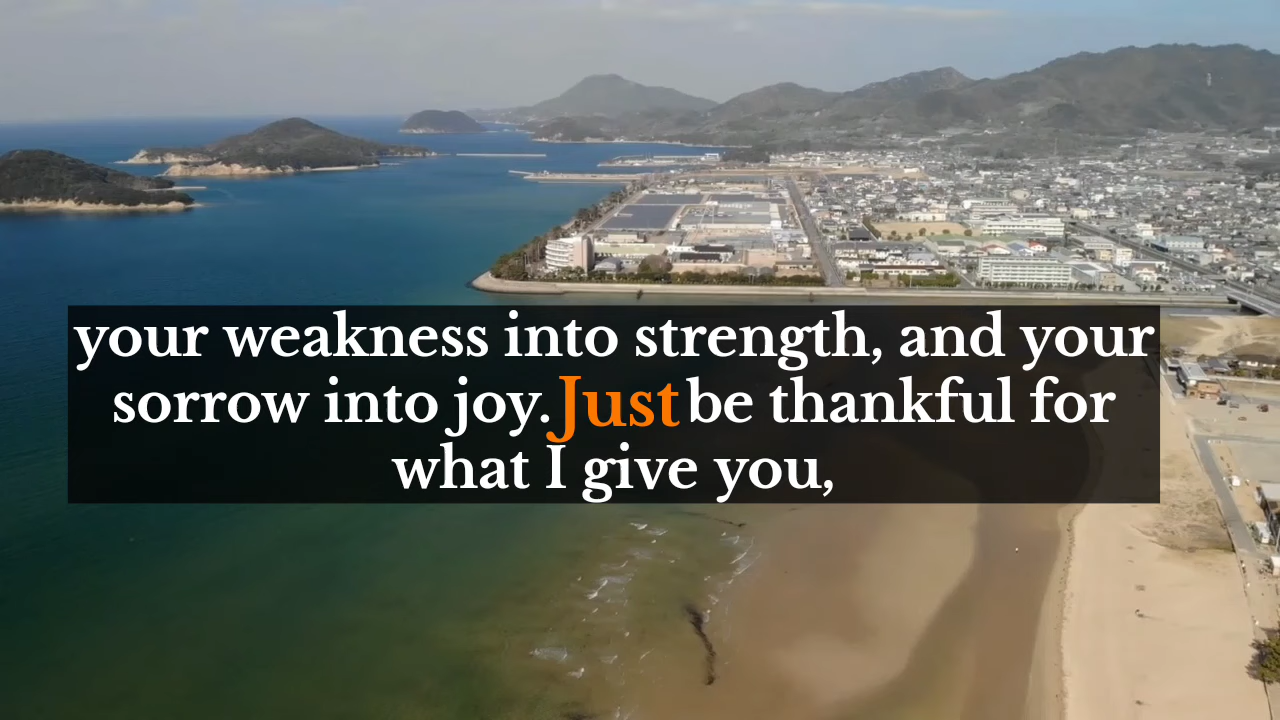 your weakness into strength, and your
sorrow into joy. Just be thankful for
what I give you,